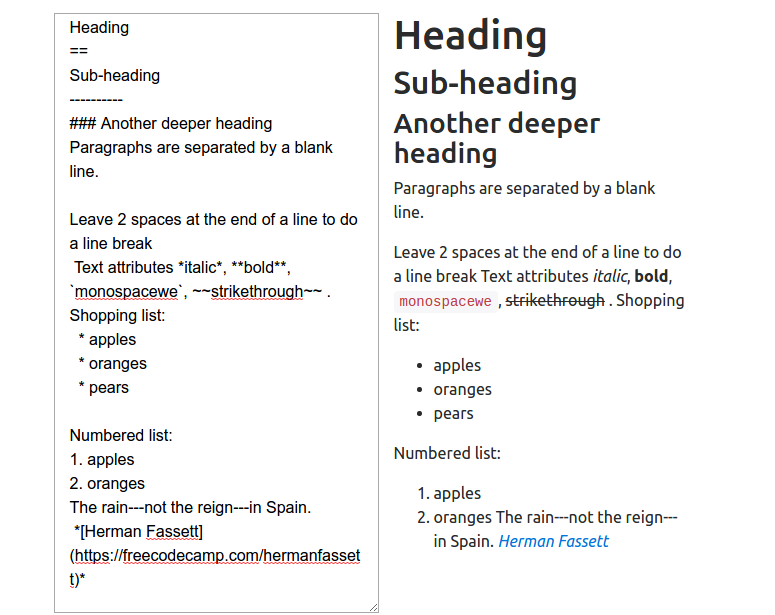 Heading
==
Sub-heading
----------
### Another deeper heading
Paragraphs are separated by a blank
line.
Leave 2 spaces at the end of a line to do
a line break
Text attributes *italic*, **bold**,
`monospacewe`, ~~strikethrough~~ .
Shopping list:
* apples
* oranges
* pears
Numbered list:
1. apples
2. oranges
The rain---not the reign---in Spain.
*[Herman Fassett]
(https://freecodecamp.com/hermanfasset
t)*
Heading
Sub-heading
Another deeper
heading
Paragraphs are separated by a blank
line.
Leave 2 spaces at the end of a line to do
a line break Text attributes italic, bold,
monospacewe , strikethrough . Shopping
list:
• apples
• oranges
• pears
Numbered list:
1. apples
2. oranges The rain---not the reign---
in Spain. Herman Fassett